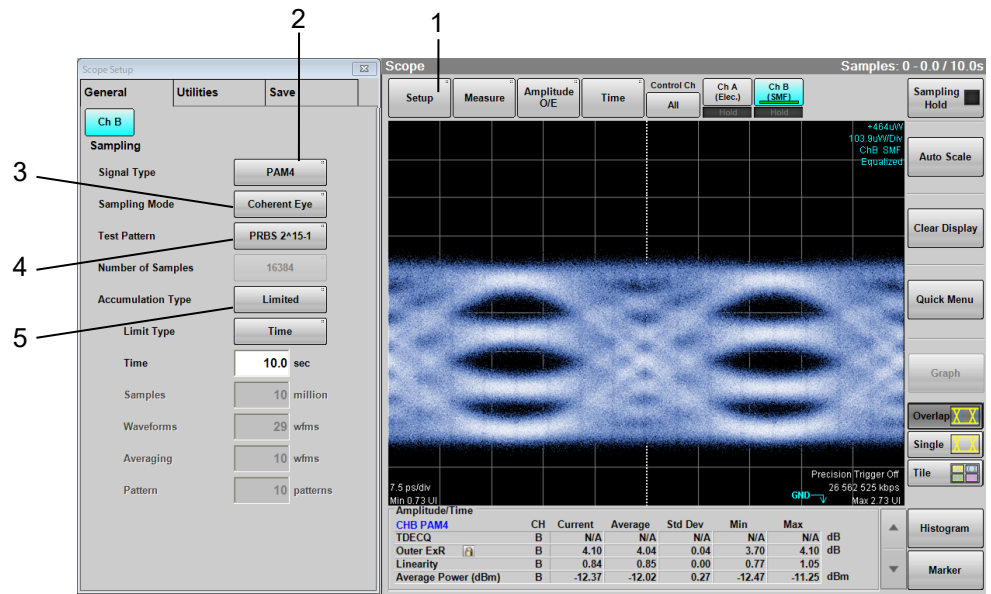 2
1
3
4
5
Scope Setup
General Utilities Save
Ch B
Sampling
Signal Type PAM4
Sampling Mode Coherent Eye
Test Pattern PRBS 2^15-1
Number of Samples 16384
Accumulation Type Limited
Limit Type Time
Time 10.0 sec
Samples 10 million
Waveforms 29 wfms
Averaging 10 wfms
Pattern 10 patterns
Scope Samples: 0 - 0.0 / 10.0s
Setup
Measure
Amplitude
O/E
Time
Control Ch
All
Ch A
(Elec.)
Hold
Ch B
(SMF)
Hold
+464uW
103.9uW/Div
ChB SMF
Equalized
7.5 ps/div
Min 0.73 UI
Precision Trigger Off
26 562 525 kbps
GND
Max 2.73 UI
Amplitude/Time
CHB PAM4 CH Current Average Std Dev Min Max
TDECQ B N/A N/A N/A N/A N/A dB
Outer ExR B 4.10 4.04 0.04 3.70 4.10 dB
Linearity B 0.84 0.85 0.00 0.77 1.05
Average Power (dBm) B -12.37 -12.02 0.27 -12.47 -11.25 dBm
Sampling
Hold
Auto Scale
Clear Display
Quick Menu
Graph
Overlap
Single
Tile
Histogram
Marker